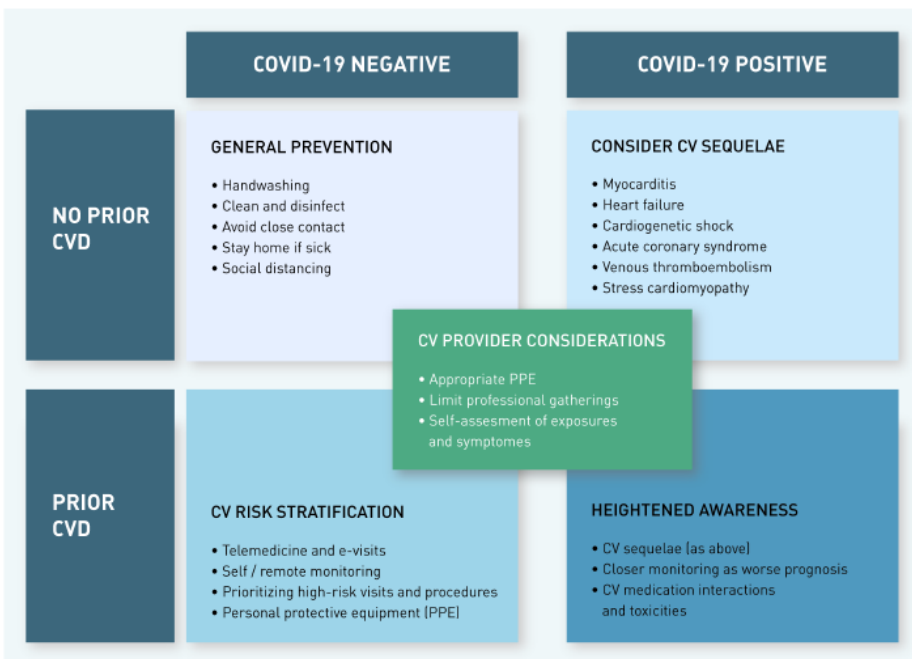 COVID-19 NEGATIVE
COVID-19 POSITIVE
NO PRIOR
CVD
GENERAL PREVENTION
• Handwashing
• Clean and disinfect
• Avoid close contact
• Stay home if sick
• Social distancing
CONSIDER CV SEQUELAE
• Myocarditis
• Heart failure
• Cardiogenetic shock
• Acute coronary syndrome
• Venous thromboembolism
• Stress cardiomyopathy
CV PROVIDER CONSIDERATIONS
• Appropriate PPE
• Limit professional gatherings
• Self-assesment of exposures
and symptomes
PRIOR
CVD
CV RISK STRATIFICATION
• Telemedicine and e-visits
• Self / remote monitoring
• Prioritizing high-risk visits and procedures
• Personal protective equipment (PPE)
HEIGHTENED AWARENESS
• CV sequelae (as above)
• Closer monitoring as worse prognosis
• CV medication interactions
and toxicities